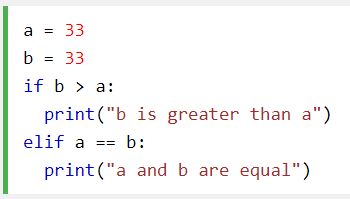 a = 33
b = 33
if b > a:
  print("b is greater than a")
elif a == b:
  print("a and b are equal")